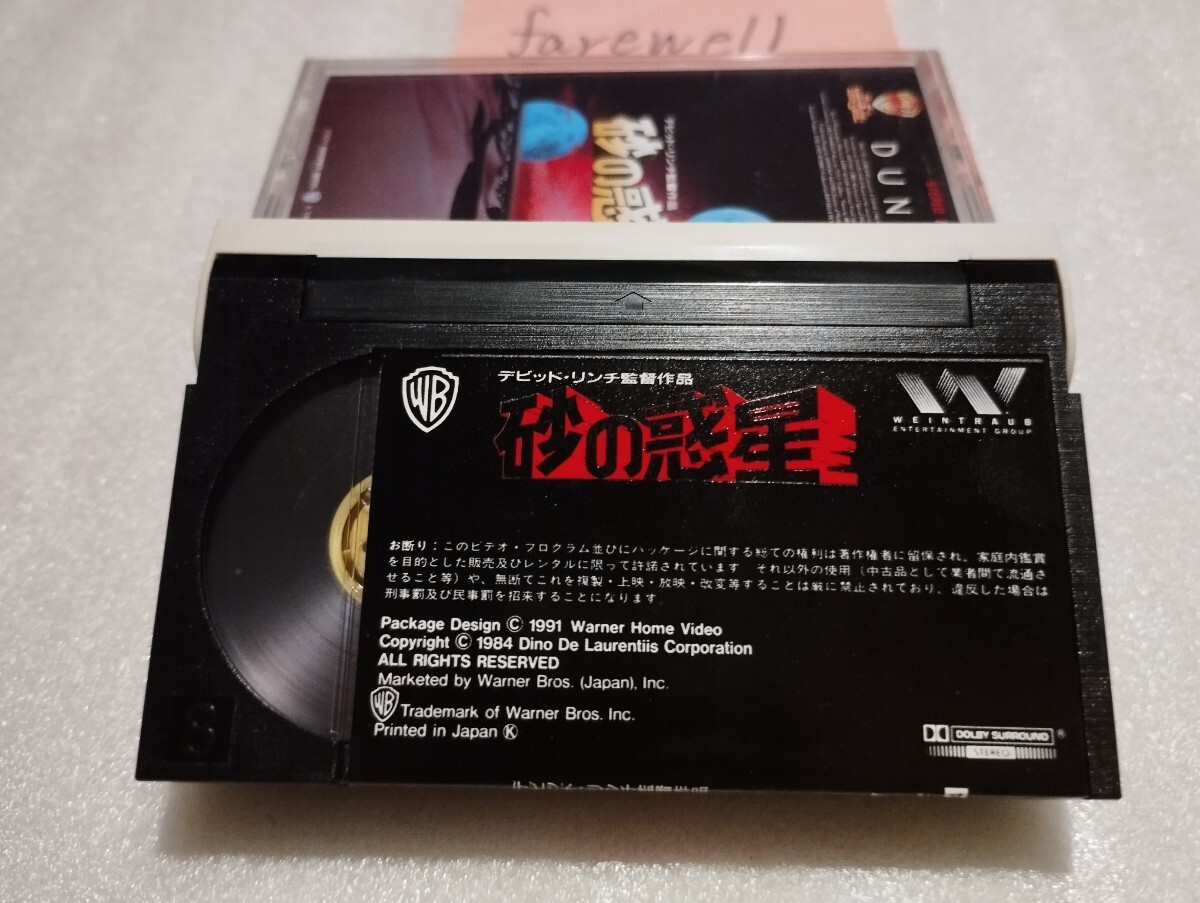 farewell
DUN
砂の惑
WB
デビッド・リンチ監督作品
砂の惑星
WEINTRAUB
ENTERTAINMENT GROUP
お断り：このビデオ・プログラム並びにパッケージに関する総ての権利は著作権者に留保され、家庭内鑑賞
を目的とした販売及びレンタルに限って許諾されています　それ以外の使用（中古品として業者間で流通さ
せること等）や、無断でこれを複製・上映・放映・改変等することは厳に禁止されており、違反した場合は
刑事罰及び民事罰を招来することになります
Package Design © 1991 Warner Home Video
Copyright © 1984 Dino De Laurentiis Corporation
ALL RIGHTS RESERVED
Marketed by Warner Bros. (Japan), Inc.
WB Trademark of Warner Bros. Inc.
Printed in Japan Ⓚ
DOLBY SURROUND ®
STEREO